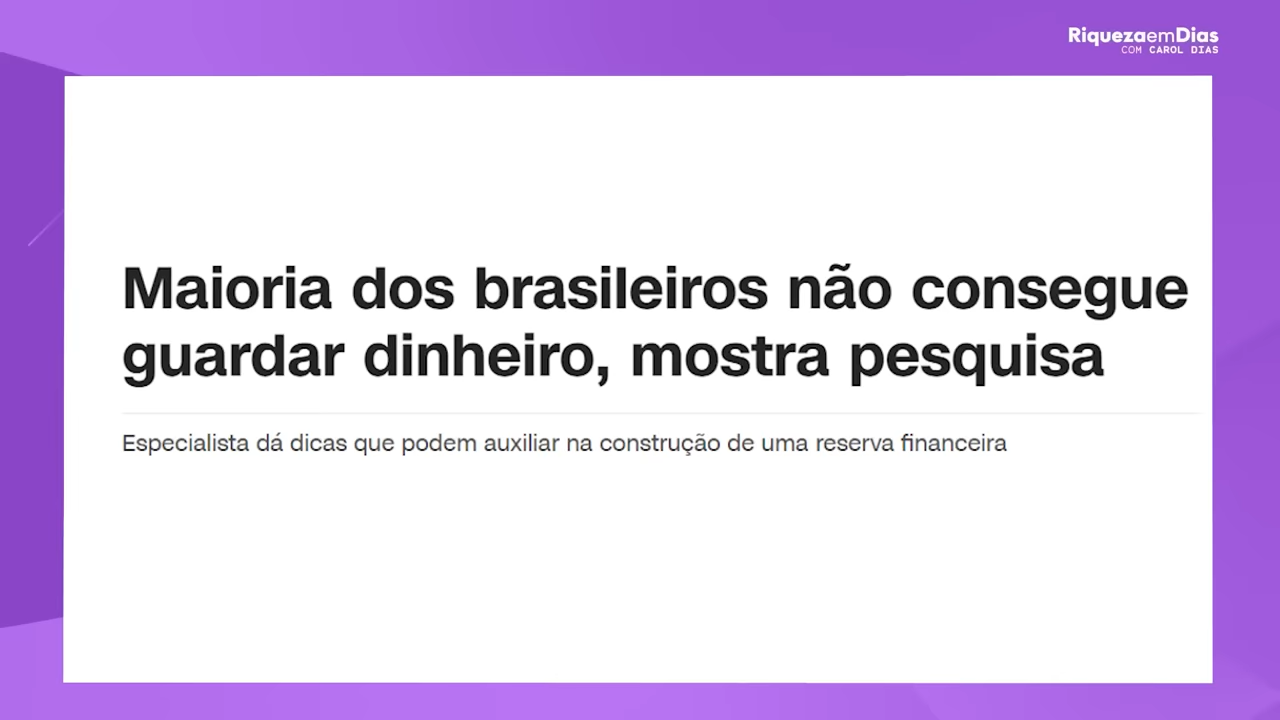 RiquezaemDias
COM CAROL DIAS
Maioria dos brasileiros não consegue
guardar dinheiro, mostra pesquisa
Especialista dá dicas que podem auxiliar na construção de uma reserva financeira